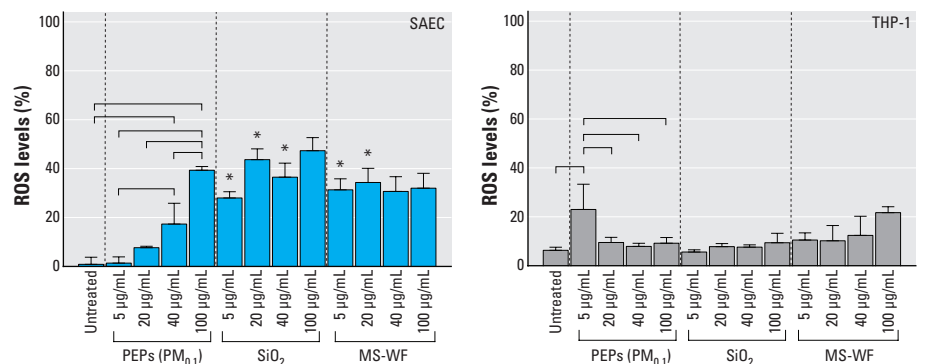 SAEC
ROS levels (%)
100
80
60
40
20
0
* * * * *
Untreated
5 µg/mL
20 µg/mL
40 µg/mL
100 µg/mL
5 µg/mL
20 µg/mL
40 µg/mL
100 µg/mL
5 µg/mL
20 µg/mL
40 µg/mL
100 µg/mL
PEPs (PM0.1) SiO2 MS-WF
THP-1
ROS levels (%)
100
80
60
40
20
0
Untreated
5 µg/mL
20 µg/mL
40 µg/mL
100 µg/mL
5 µg/mL
20 µg/mL
40 µg/mL
100 µg/mL
5 µg/mL
20 µg/mL
40 µg/mL
100 µg/mL
PEPs (PM0.1) SiO2 MS-WF